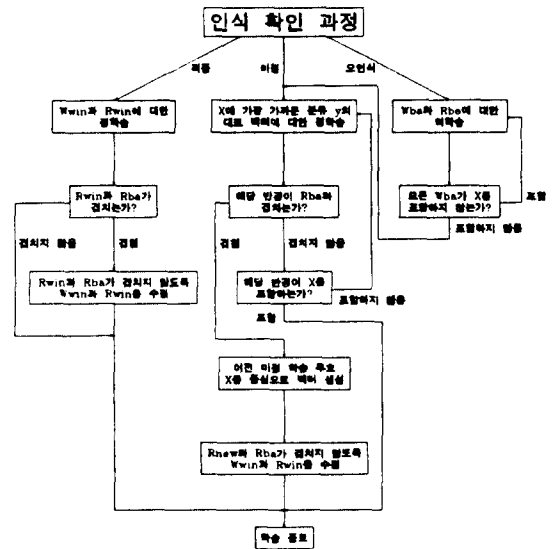 인식 확인 과정
적중
미정
오인식
Wwin과 Rwin에 대한
정학습
X에 가장 가까운 분류 y의
대표 벡터에 대한 정학습
Wba와 Rba에 대한
역학습
Rwin과 Rba가
겹치는가?
해당 반경이 Rba와
겹치는가?
모든 Wba가 X를
포함하지 않는가?
포함
겹치지 않음
겹침
겹침
겹치지 않음
포함하지 않음
Rwin과 Rba가 겹치지 않도록
Wwin과 Rwin을 수정
해당 반경이 X를
포함하는가?
포함하지 않음
포함
이전 미정 학습 무효
X를 중심으로 벡터 생성
Rnew와 Rba가 겹치지 않도록
Wwin과 Rwin을 수정
학습 종료